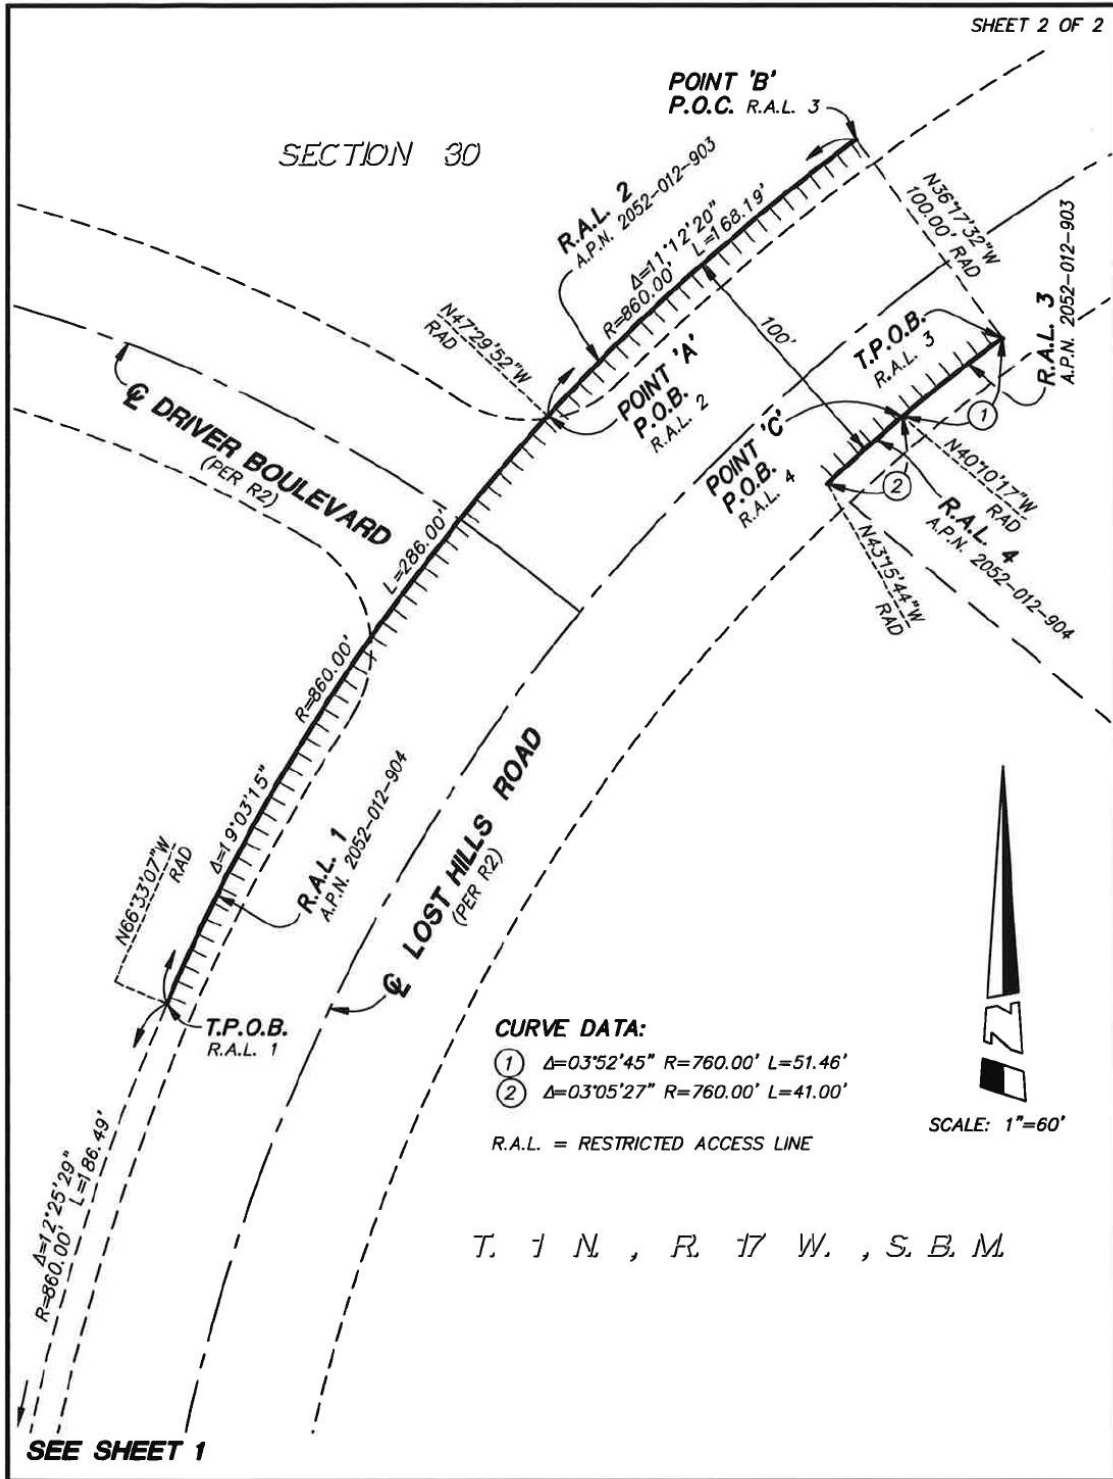 SHEET 2 OF 2
POINT 'B'
P.O.C. R.A.L. 3
SECTION 30
R.A.L. 2
A.P.N. 2052-012-903
Δ=11°12'20"
R=860.00' L=168.19'
N36°17'32"W
100.00' RAD
R.A.L. 3
A.P.N. 2052-012-903
N47°29'52"W
RAD
100'
T.P.O.B.
R.A.L. 3
POINT 'A'
P.O.B.
R.A.L. 2
℄ DRIVER BOULEVARD
(PER R2)
POINT 'C'
P.O.B.
R.A.L. 4
1
2
N40°10'17"W
RAD
R.A.L. 4
A.P.N. 2052-012-904
N43°15'44"W
RAD
L=286.00'
R=860.00'
Δ=19°03'15"
R.A.L. 1
A.P.N. 2052-012-904
℄ LOST HILLS ROAD
(PER R2)
N66°33'07"W
RAD
T.P.O.B.
R.A.L. 1
CURVE DATA:
1 Δ=03°52'45" R=760.00' L=51.46'
2 Δ=03°05'27" R=760.00' L=41.00'
R.A.L. = RESTRICTED ACCESS LINE
N
SCALE: 1"=60'
Δ=12°25'29"
R=860.00' L=186.49'
T. 1 N. , R. 17 W. , S. B. M.
SEE SHEET 1